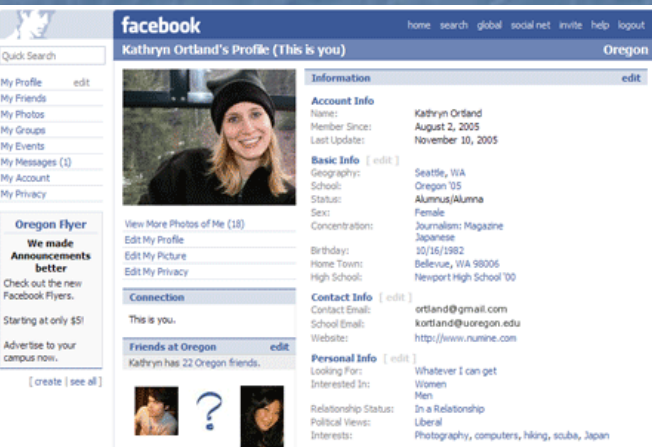 facebook
home search global social net invite help logout
Quick Search
Kathryn Ortland's Profile (This is you)
Oregon
My Profile edit
My Friends
My Photos
My Groups
My Events
My Messages (1)
My Account
My Privacy
Oregon Flyer
We made
Announcements
better
Check out the new
Facebook Flyers.
Starting at only $5!
Advertise to your
campus now.
[ create | see all ]
View More Photos of Me (18)
Edit My Profile
Edit My Picture
Edit My Privacy
Connection
This is you.
Friends at Oregon edit
Kathryn has 22 Oregon friends.
?
Information edit
Account Info
Name: Kathryn Ortland
Member Since: August 2, 2005
Last Update: November 10, 2005
Basic Info [ edit ]
Geography: Seattle, WA
School: Oregon '05
Status: Alumnus/Alumna
Sex: Female
Concentration: Journalism: Magazine
Japanese
Birthday: 10/16/1982
Home Town: Bellevue, WA 98006
High School: Newport High School '00
Contact Info [ edit ]
Contact Email: ortland@gmail.com
School Email: kortland@uoregon.edu
Website: http://www.numine.com
Personal Info [ edit ]
Looking For: Whatever I can get
Interested In: Women
Men
Relationship Status: In a Relationship
Political Views: Liberal
Interests: Photography, computers, hiking, scuba, Japan